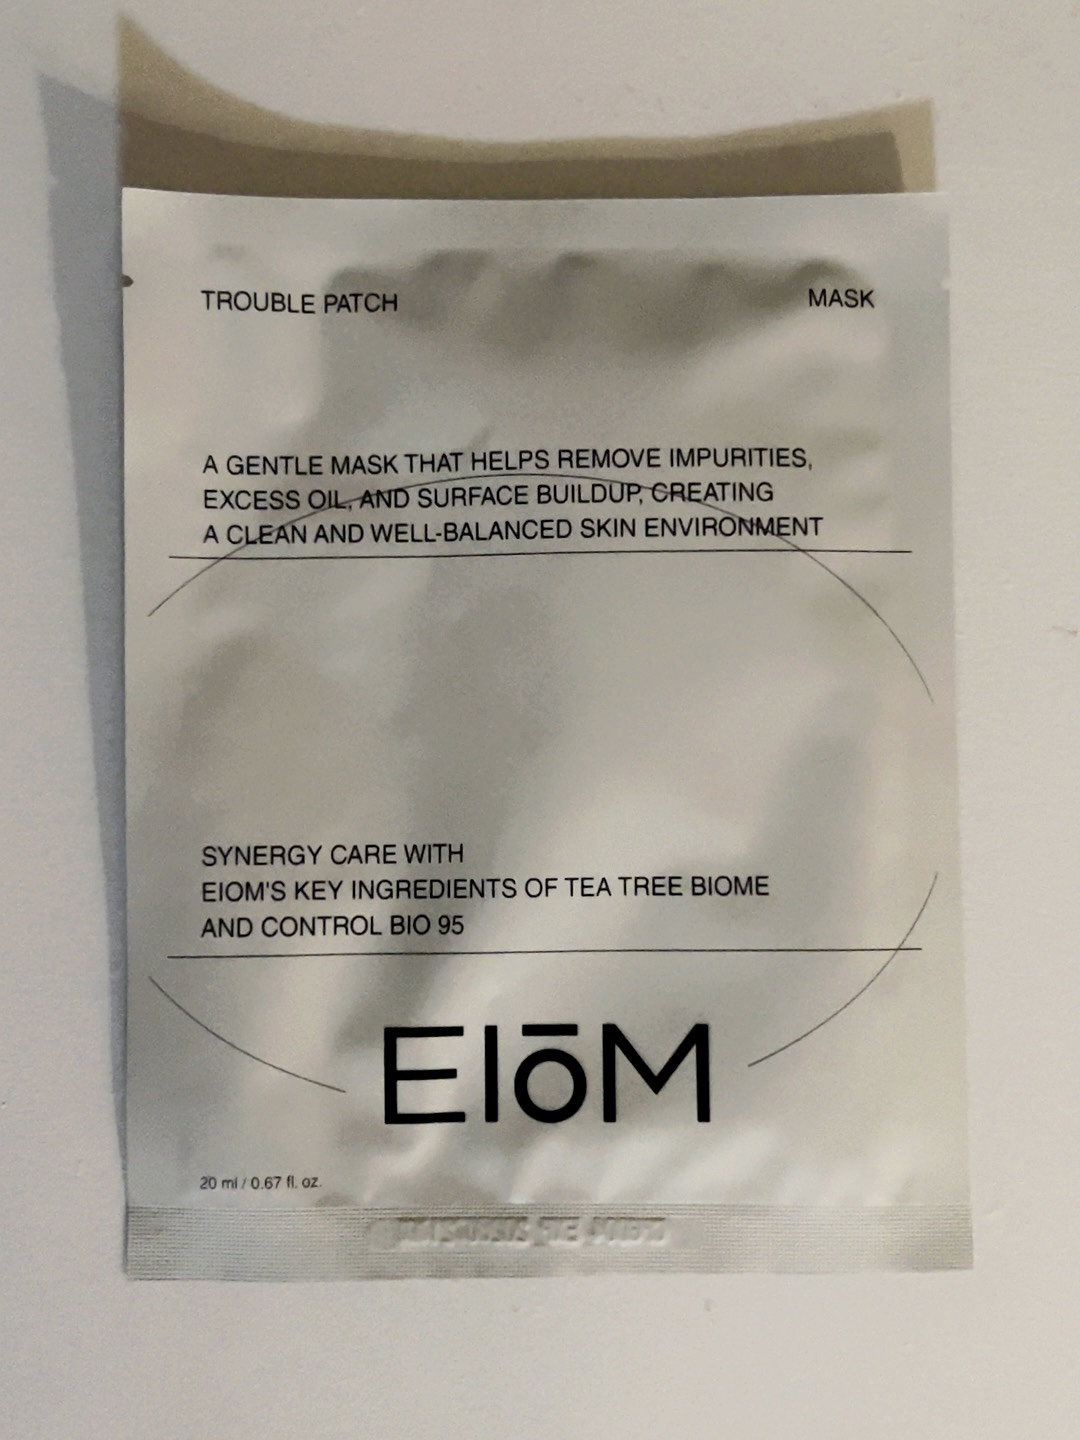 TROUBLE PATCH MASK
A GENTLE MASK THAT HELPS REMOVE IMPURITIES,
EXCESS OIL, AND SURFACE BUILDUP, CREATING
A CLEAN AND WELL-BALANCED SKIN ENVIRONMENT
SYNERGY CARE WITH
EIOM'S KEY INGREDIENTS OF TEA TREE BIOME
AND CONTROL BIO 95
EIōM
20 ml / 0.67 fl. oz.